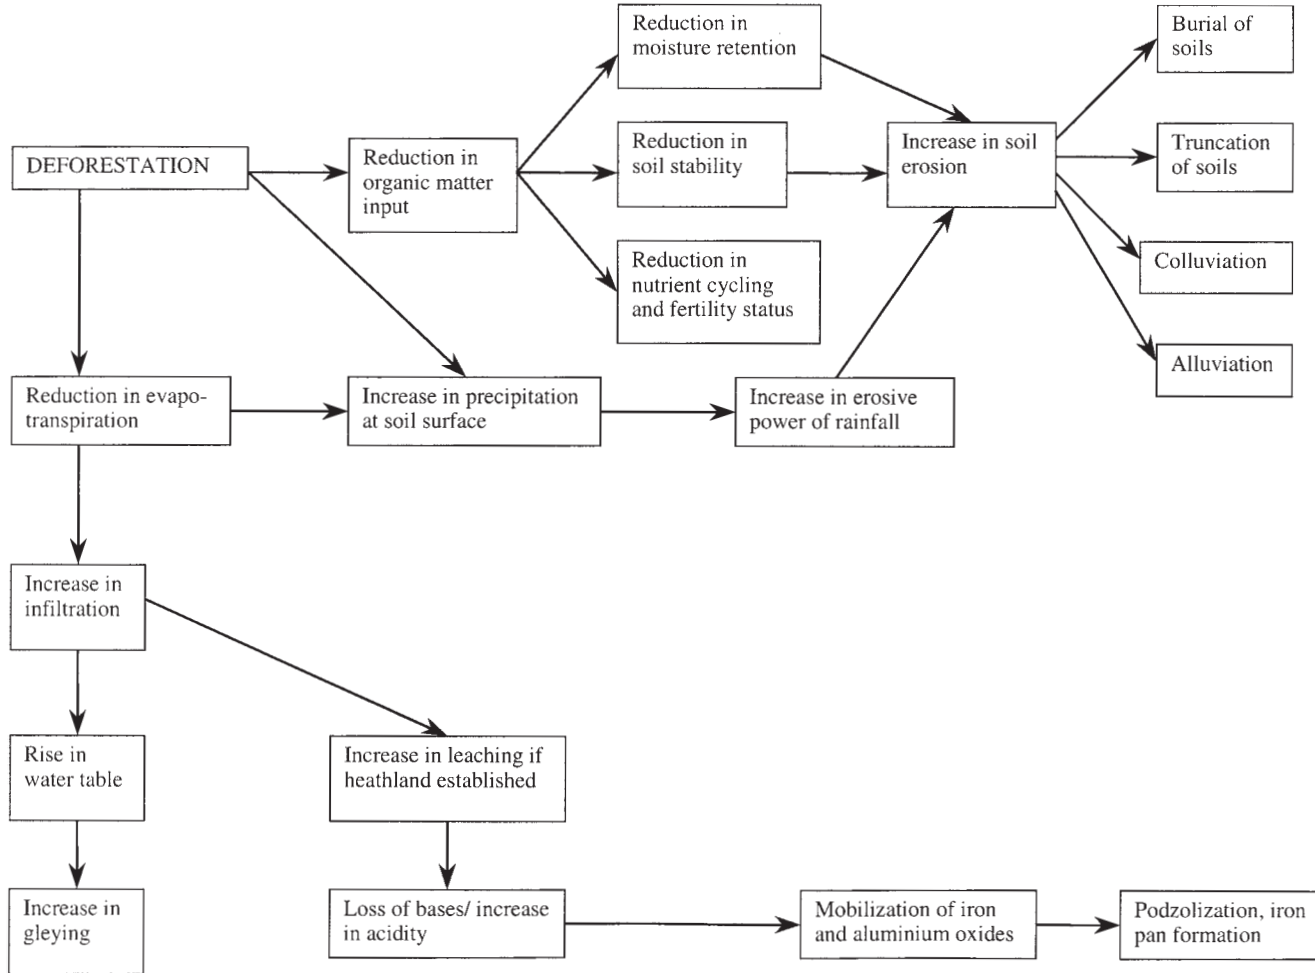 Reduction in
moisture retention
Burial of
soils
DEFORESTATION
Reduction in
organic matter
input
Reduction in
soil stability
Increase in soil
erosion
Truncation
of soils
Reduction in
nutrient cycling
and fertility status
Colluviation
Alluviation
Reduction in evapo-
transpiration
Increase in precipitation
at soil surface
Increase in erosive
power of rainfall
Increase in
infiltration
Rise in
water table
Increase in leaching if
heathland established
Increase in
gleying
Loss of bases/ increase
in acidity
Mobilization of iron
and aluminium oxides
Podzolization, iron
pan formation